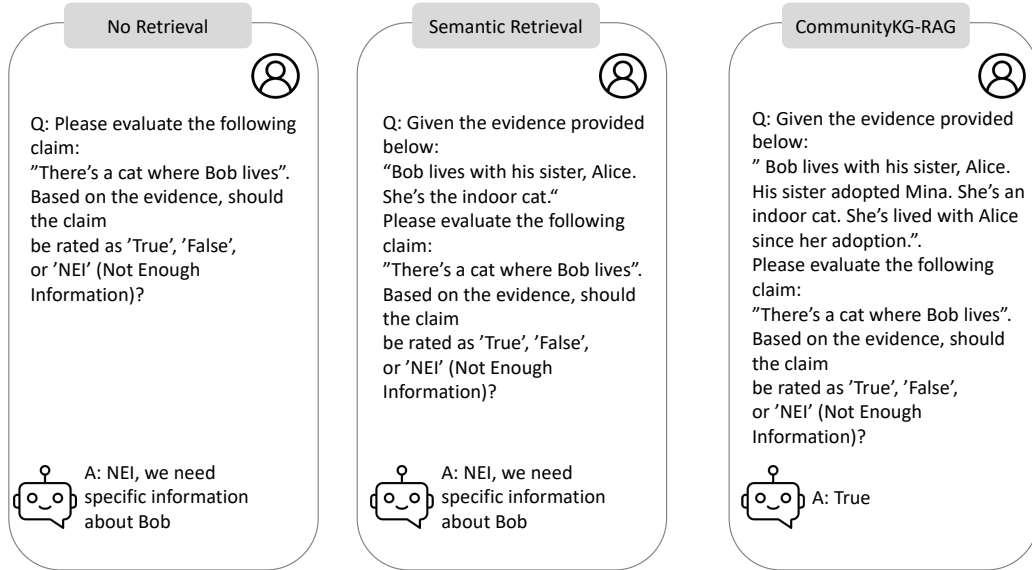 No Retrieval
Q: Please evaluate the following
claim:
”There’s a cat where Bob lives”.
Based on the evidence, should
the claim
be rated as ’True’, ’False’,
or ’NEI’ (Not Enough
Information)?
A: NEI, we need
specific information
about Bob
Semantic Retrieval
Q: Given the evidence provided
below:
“Bob lives with his sister, Alice.
She’s the indoor cat.“
Please evaluate the following
claim:
”There’s a cat where Bob lives”.
Based on the evidence, should
the claim
be rated as ’True’, ’False’,
or ’NEI’ (Not Enough
Information)?
A: NEI, we need
specific information
about Bob
CommunityKG-RAG
Q: Given the evidence provided
below:
” Bob lives with his sister, Alice.
His sister adopted Mina. She’s an
indoor cat. She’s lived with Alice
since her adoption.”.
Please evaluate the following
claim:
”There’s a cat where Bob lives”.
Based on the evidence, should
the claim
be rated as ’True’, ’False’,
or ’NEI’ (Not Enough
Information)?
A: True